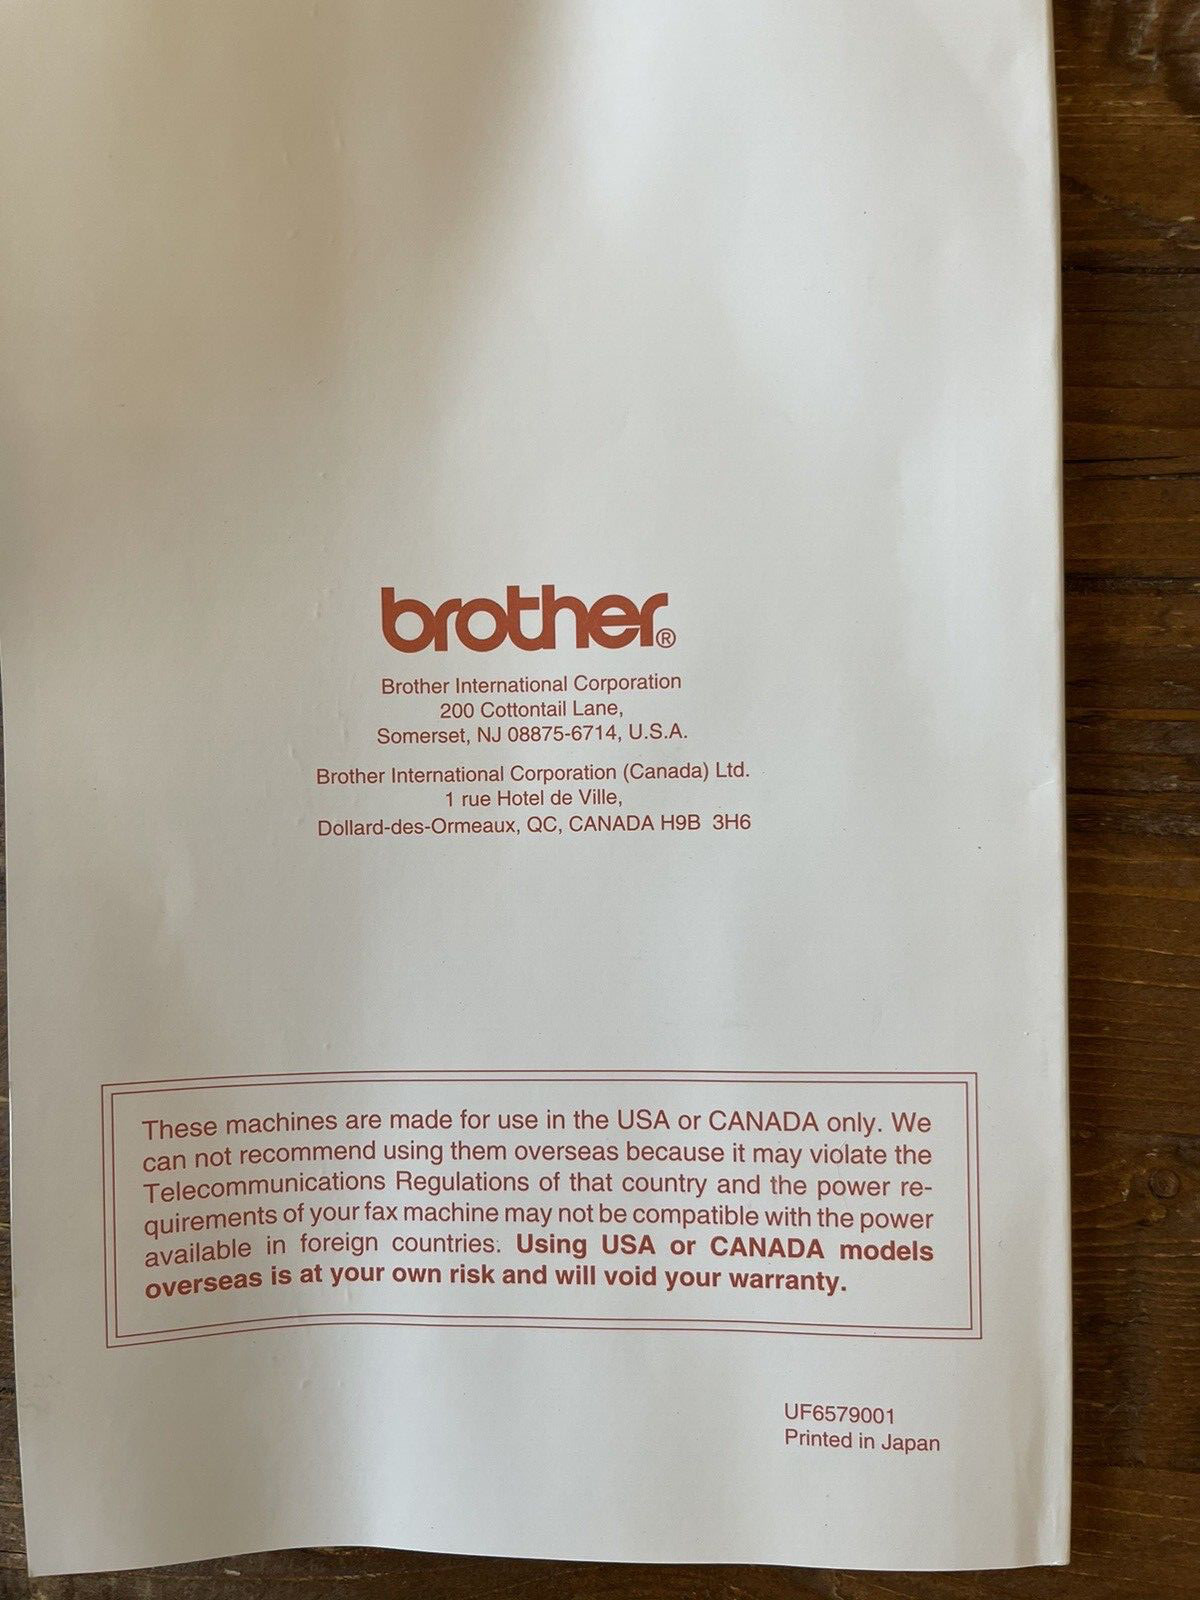 brother®
Brother International Corporation
200 Cottontail Lane,
Somerset, NJ 08875-6714, U.S.A.
Brother International Corporation (Canada) Ltd.
1 rue Hotel de Ville,
Dollard-des-Ormeaux, QC, CANADA H9B 3H6
These machines are made for use in the USA or CANADA only. We
can not recommend using them overseas because it may violate the
Telecommunications Regulations of that country and the power re-
quirements of your fax machine may not be compatible with the power
available in foreign countries. Using USA or CANADA models
overseas is at your own risk and will void your warranty.
UF6579001
Printed in Japan